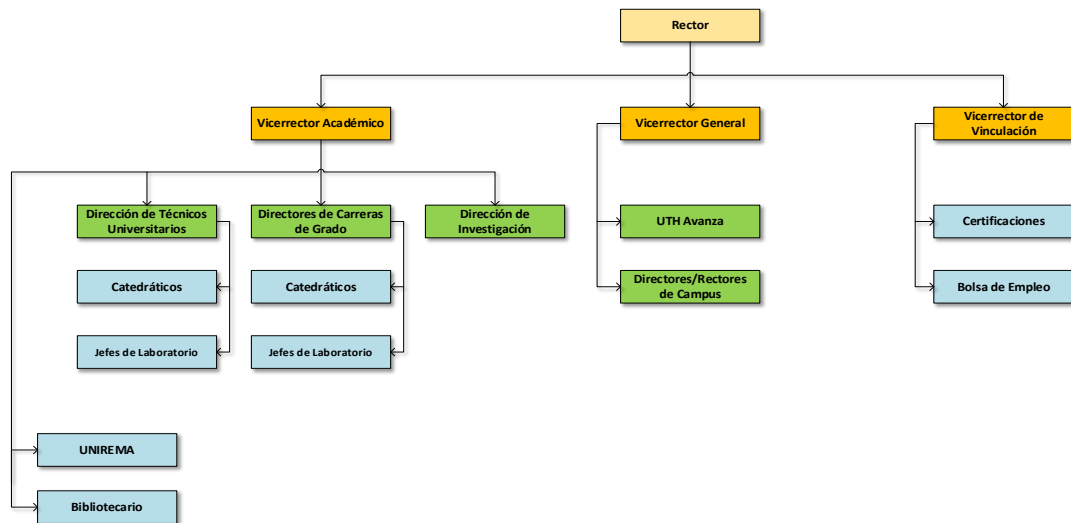 Rector
Vicerrector Académico
Vicerrector General
Vicerrector de
Vinculación
Dirección de Técnicos
Universitarios
Directores de Carreras
de Grado
Dirección de
Investigación
UTH Avanza
Certificaciones
Catedráticos
Catedráticos
Directores/Rectores
de Campus
Bolsa de Empleo
Jefes de Laboratorio
Jefes de Laboratorio
UNIREMA
Bibliotecario